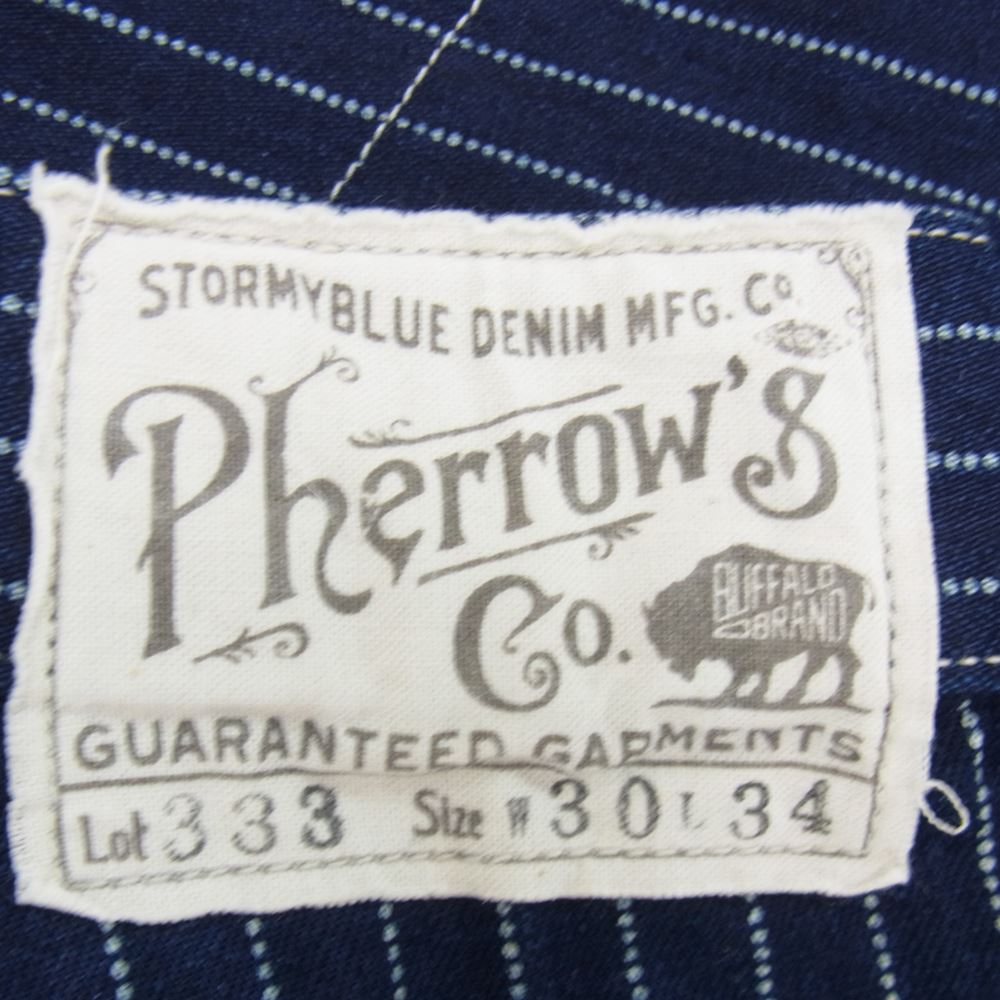 STORMYBLUE DENIM MFG. Co.
Pherrow's
Co.
BUFFALO
BRAND
GUARANTEED GARMENTS
Lot 333 Size W 30 L 34